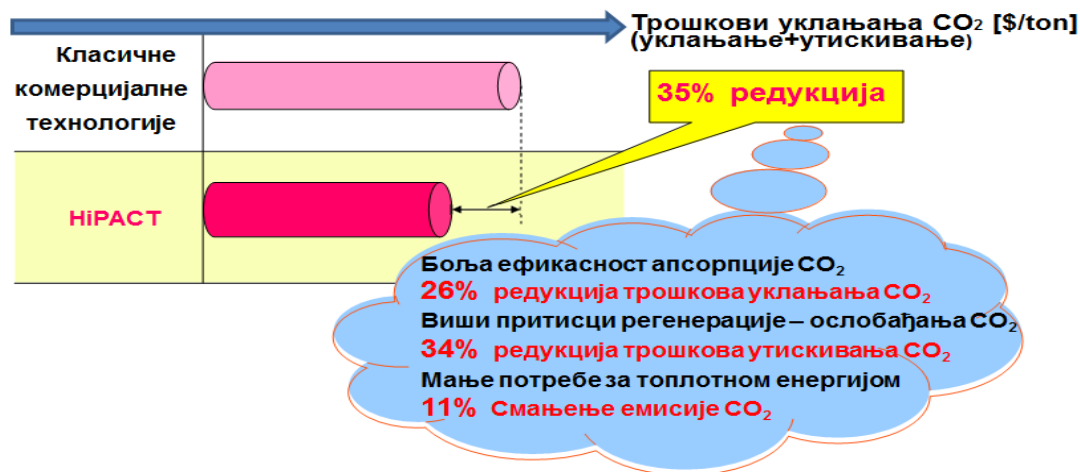 Трошкови уклањања CO₂ [$/ton]
(уклањање+утискивање)
Класичне
комерцијалне
технологије
35% редукција
HiPACT
Боља ефикасност апсорпције CO₂
26% редукција трошкова уклањања CO₂
Виши притисци регенерације – ослобађања CO₂
34% редукција трошкова утискивања CO₂
Мање потребе за топлотном енергијом
11% Смањење емисије CO₂